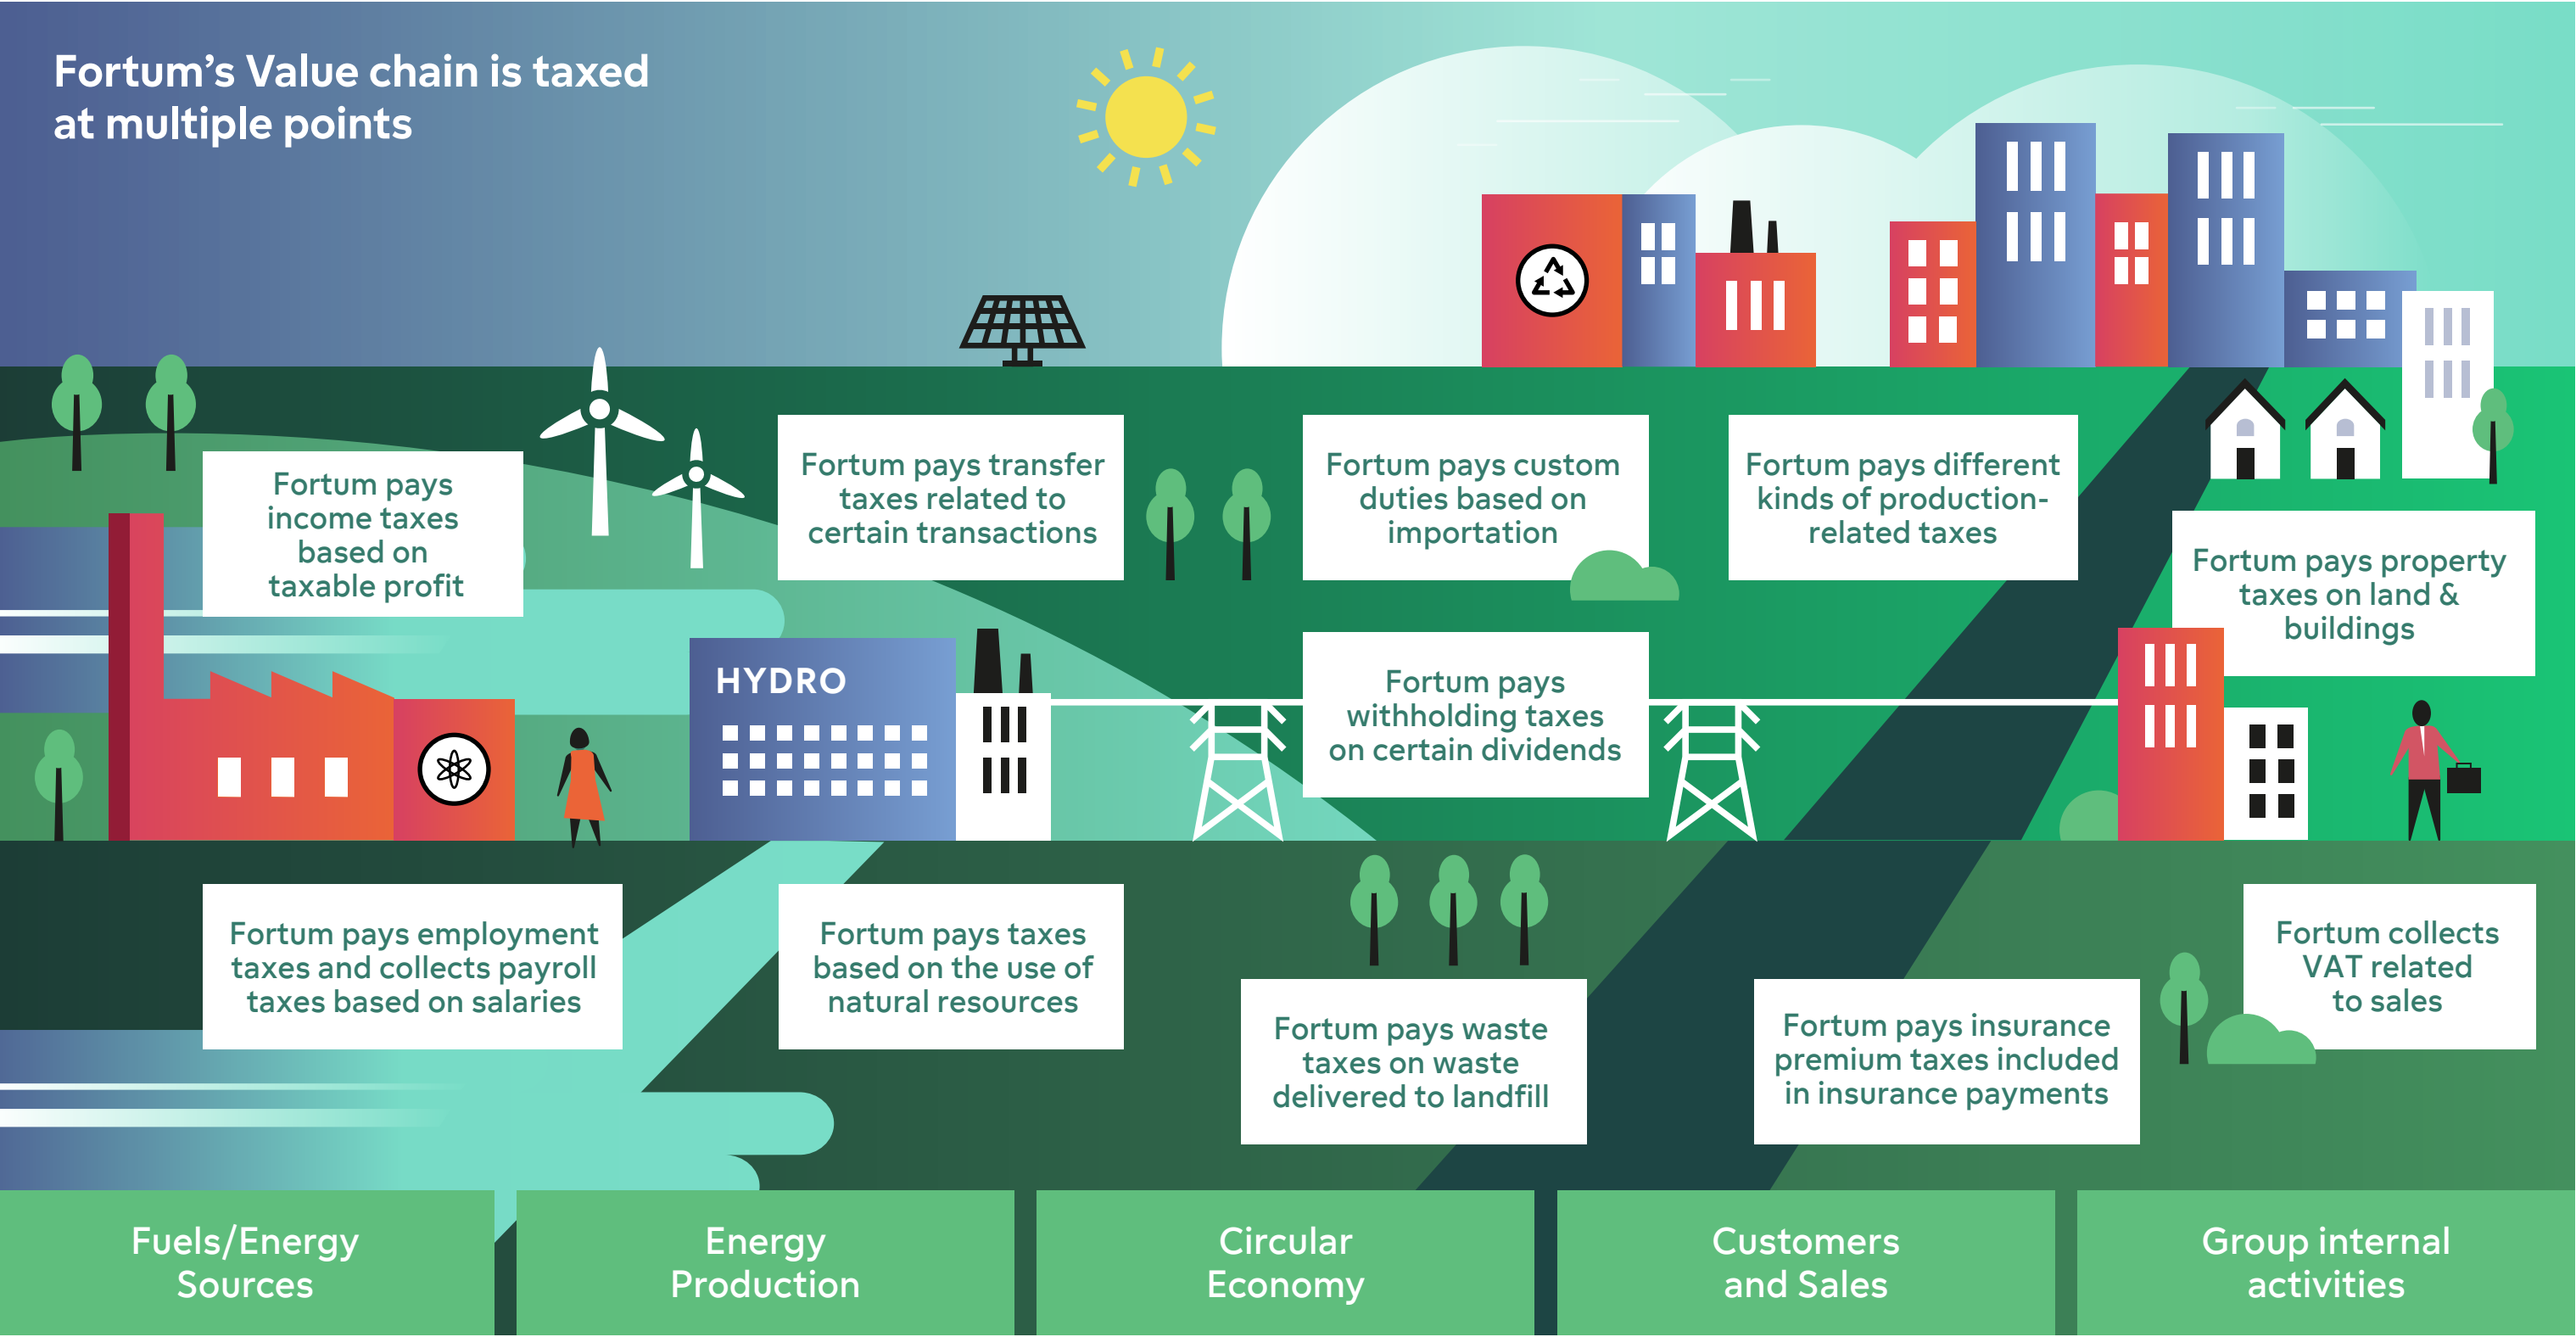 Fortum's Value chain is taxed
at multiple points
Fortum pays
income taxes
based on
taxable profit
Fortum pays transfer
taxes related to
certain transactions
Fortum pays custom
duties based on
importation
Fortum pays different
kinds of production-
related taxes
Fortum pays property
taxes on land &
buildings
HYDRO
Fortum pays
withholding taxes
on certain dividends
Fortum pays employment
taxes and collects payroll
taxes based on salaries
Fortum pays taxes
based on the use of
natural resources
Fortum pays waste
taxes on waste
delivered to landfill
Fortum pays insurance
premium taxes included
in insurance payments
Fortum collects
VAT related
to sales
Fuels/Energy
Sources
Energy
Production
Circular
Economy
Customers
and Sales
Group internal
activities